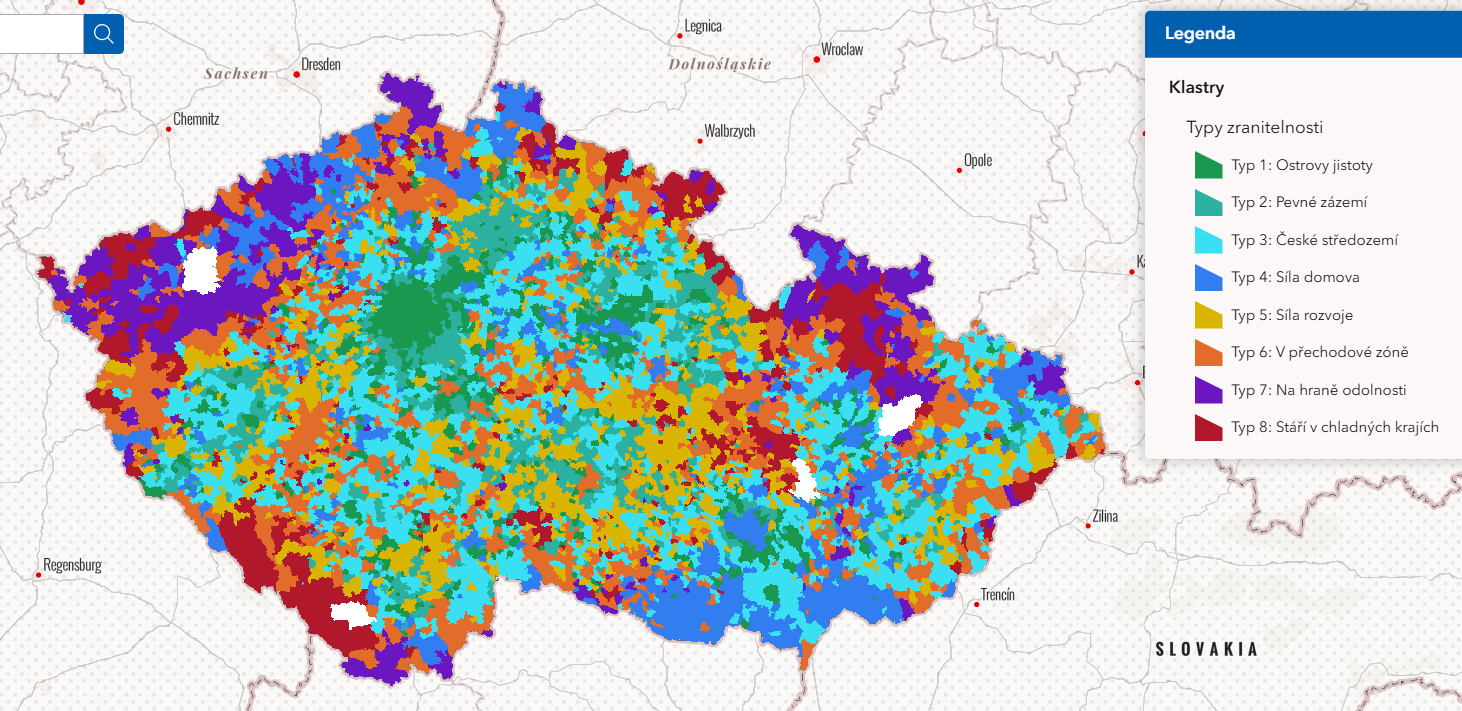 Legnica
Wroclaw
Dolnośląskie
Dresden
Sachsen
Chemnitz
Walbrzych
Opole
Regensburg
Zilina
Trencín
SLOVAKIA
Legenda
Klastry
Typy zranitelnosti
Typ 1: Ostrovy jistoty
Typ 2: Pevné zázemí
Typ 3: České středozemí
Typ 4: Síla domova
Typ 5: Síla rozvoje
Typ 6: V přechodové zóně
Typ 7: Na hraně odolnosti
Typ 8: Stáří v chladných krajích